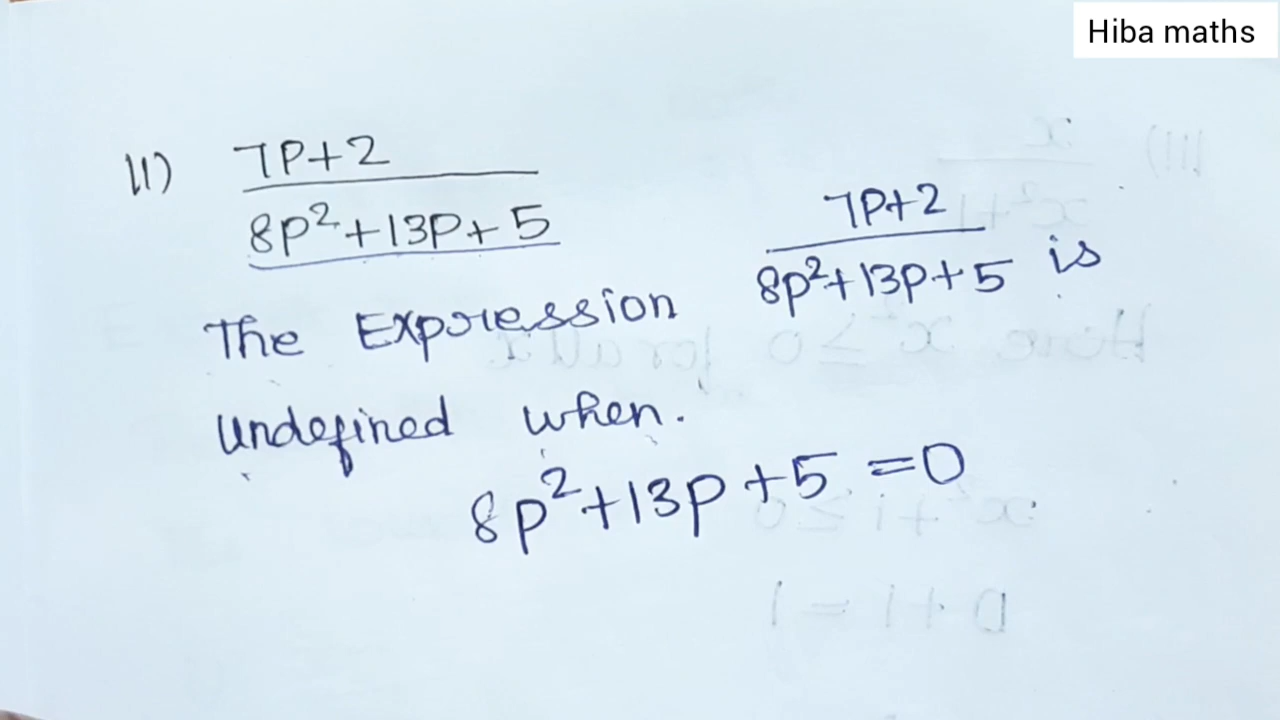 Hiba maths
II) 7P+2
8p²+13p+5
7p+2
The Expression 8p²+13p+5 is
undefined when.
8p²+13p+5 =0